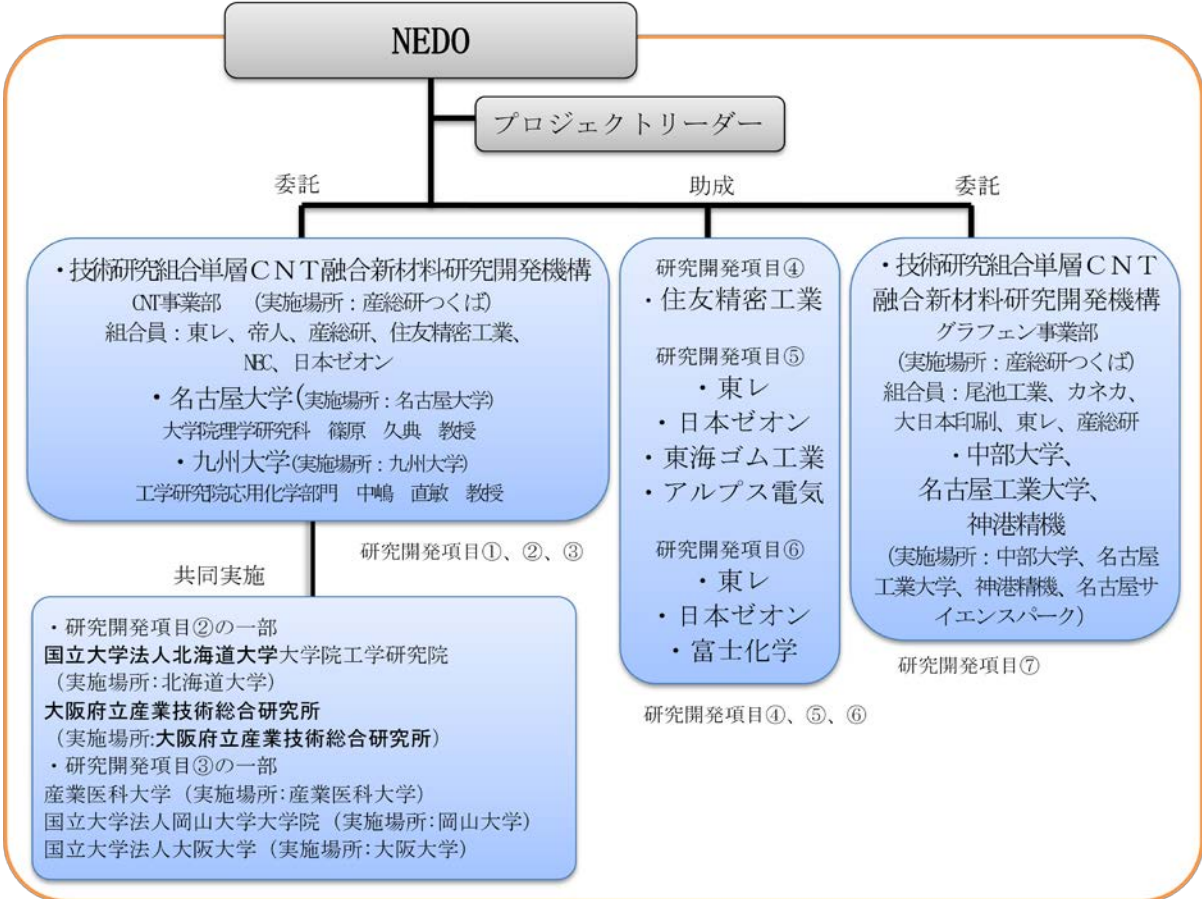 NEDO
プロジェクトリーダー
委託
助成
委託
・技術研究組合単層ＣＮＴ融合新材料研究開発機構
CNT事業部　（実施場所：産総研つくば）
組合員：東レ、帝人、産総研、住友精密工業、
NBC、日本ゼオン
・名古屋大学(実施場所：名古屋大学)
大学院理学研究科　篠原　久典　教授
・九州大学(実施場所：九州大学)
工学研究院応用化学部門　中嶋　直敏　教授
研究開発項目①、②、③
共同実施
・研究開発項目②の一部
国立大学法人北海道大学大学院工学研究院
（実施場所:北海道大学）
大阪府立産業技術総合研究所
（実施場所:大阪府立産業技術総合研究所）
・研究開発項目③の一部
産業医科大学（実施場所:産業医科大学）
国立大学法人岡山大学大学院（実施場所:岡山大学）
国立大学法人大阪大学（実施場所:大阪大学）
研究開発項目④
・住友精密工業
研究開発項目⑤
・東レ
・日本ゼオン
・東海ゴム工業
・アルプス電気
研究開発項目⑥
・東レ
・日本ゼオン
・富士化学
研究開発項目④、⑤、⑥
・技術研究組合単層ＣＮＴ
融合新材料研究開発機構
グラフェン事業部
(実施場所：産総研つくば)
組合員：尾池工業、カネカ、
大日本印刷、東レ、産総研
・中部大学、
名古屋工業大学、
神港精機
(実施場所：中部大学、名古屋
工業大学、神港精機、名古屋サ
イエンスパーク)
研究開発項目⑦